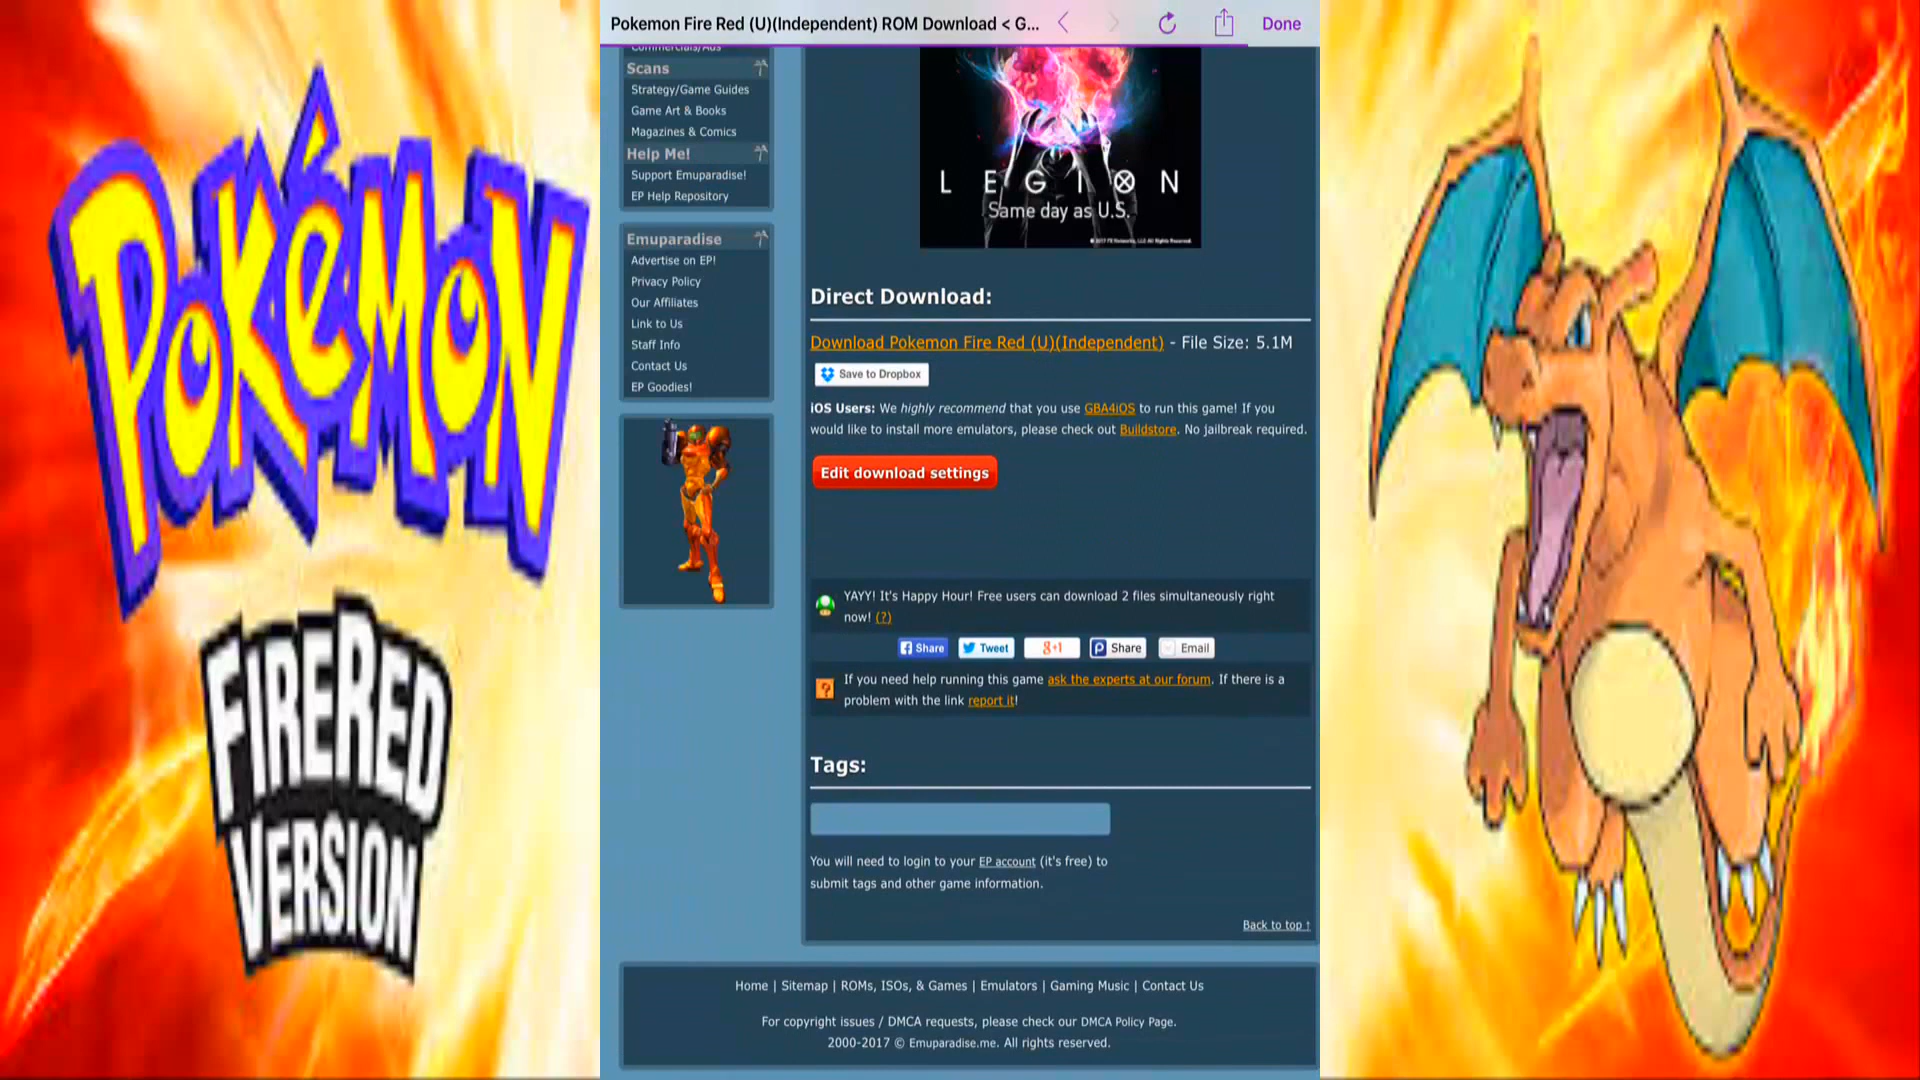 POKéMON
FIRERED
VERSION
Pokemon Fire Red (U)(Independent) ROM Download < G...
Done
Commercials/Ads
Scans
Strategy/Game Guides
Game Art & Books
Magazines & Comics
Help Me!
Support Emuparadise!
EP Help Repository
Emuparadise
Advertise on EP!
Privacy Policy
Our Affiliates
Link to Us
Staff Info
Contact Us
EP Goodies!
LEGION
Same day as U.S.
Direct Download:
Download Pokemon Fire Red (U)(Independent) - File Size: 5.1M
Save to Dropbox
iOS Users: We highly recommend that you use GBA4iOS to run this game! If you
would like to install more emulators, please check out Buildstore. No jailbreak required.
Edit download settings
YAYY! It's Happy Hour! Free users can download 2 files simultaneously right
now! (?)
Share
Tweet
g+1
Share
Email
If you need help running this game ask the experts at our forum. If there is a
problem with the link report it!
Tags:
You will need to login to your EP account (it's free) to
submit tags and other game information.
Back to top ↑
Home | Sitemap | ROMs, ISOs, & Games | Emulators | Gaming Music | Contact Us
For copyright issues / DMCA requests, please check our DMCA Policy Page.
2000-2017 © Emuparadise.me. All rights reserved.